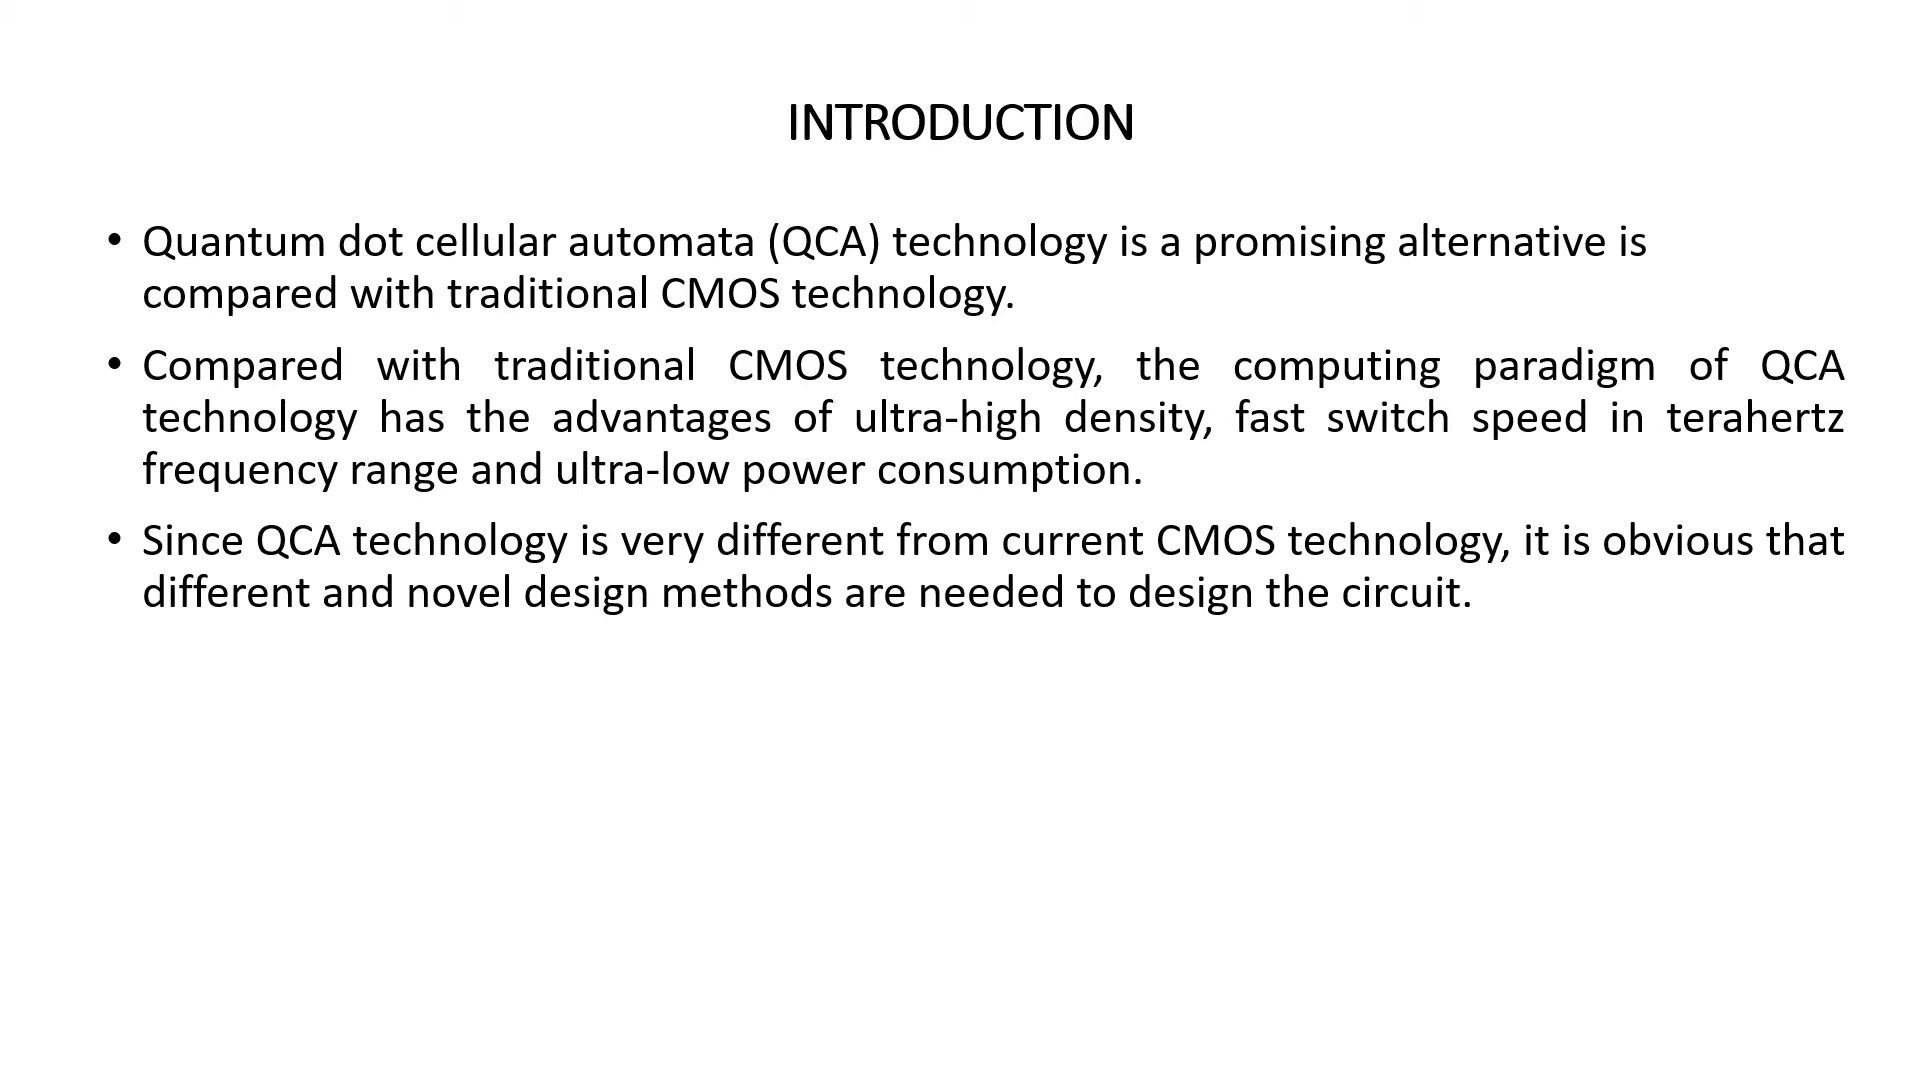 INTRODUCTION
• Quantum dot cellular automata (QCA) technology is a promising alternative is
compared with traditional CMOS technology.
• Compared with traditional CMOS technology, the computing paradigm of QCA
technology has the advantages of ultra-high density, fast switch speed in terahertz
frequency range and ultra-low power consumption.
• Since QCA technology is very different from current CMOS technology, it is obvious that
different and novel design methods are needed to design the circuit.